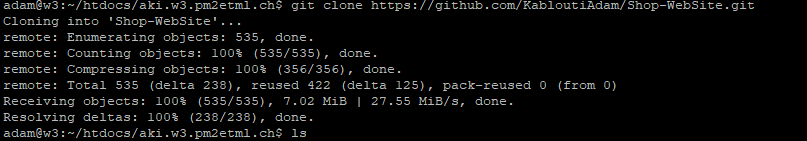 adam@w3:~/htdocs/aki.w3.pm2etml.ch$ git clone https://github.com/KabloutiAdam/Shop-WebSite.git
Cloning into 'Shop-WebSite'...
remote: Enumerating objects: 535, done.
remote: Counting objects: 100% (535/535), done.
remote: Compressing objects: 100% (356/356), done.
remote: Total 535 (delta 238), reused 422 (delta 125), pack-reused 0 (from 0)
Receiving objects: 100% (535/535), 7.02 MiB | 27.55 MiB/s, done.
Resolving deltas: 100% (238/238), done.
adam@w3:~/htdocs/aki.w3.pm2etml.ch$ ls